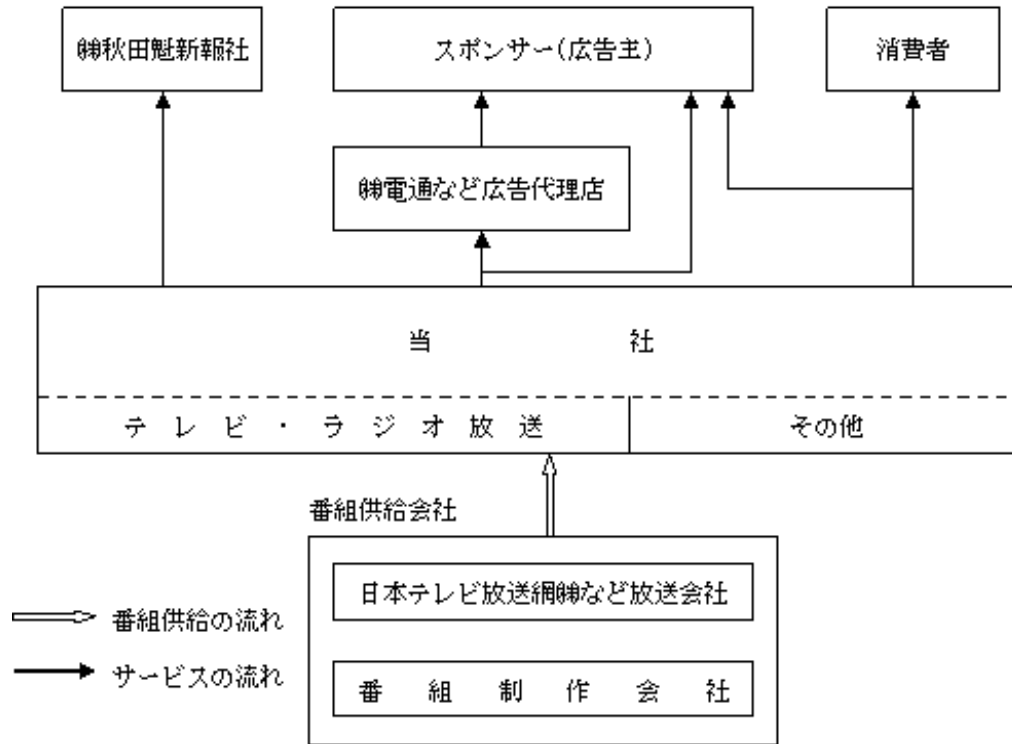 ㈱秋田魁新報社
スポンサー(広告主)
消費者
㈱電通など広告代理店
当社
テレビ・ラジオ放送
その他
番組供給会社
日本テレビ放送網㈱など放送会社
番組制作会社
番組供給の流れ
サービスの流れ